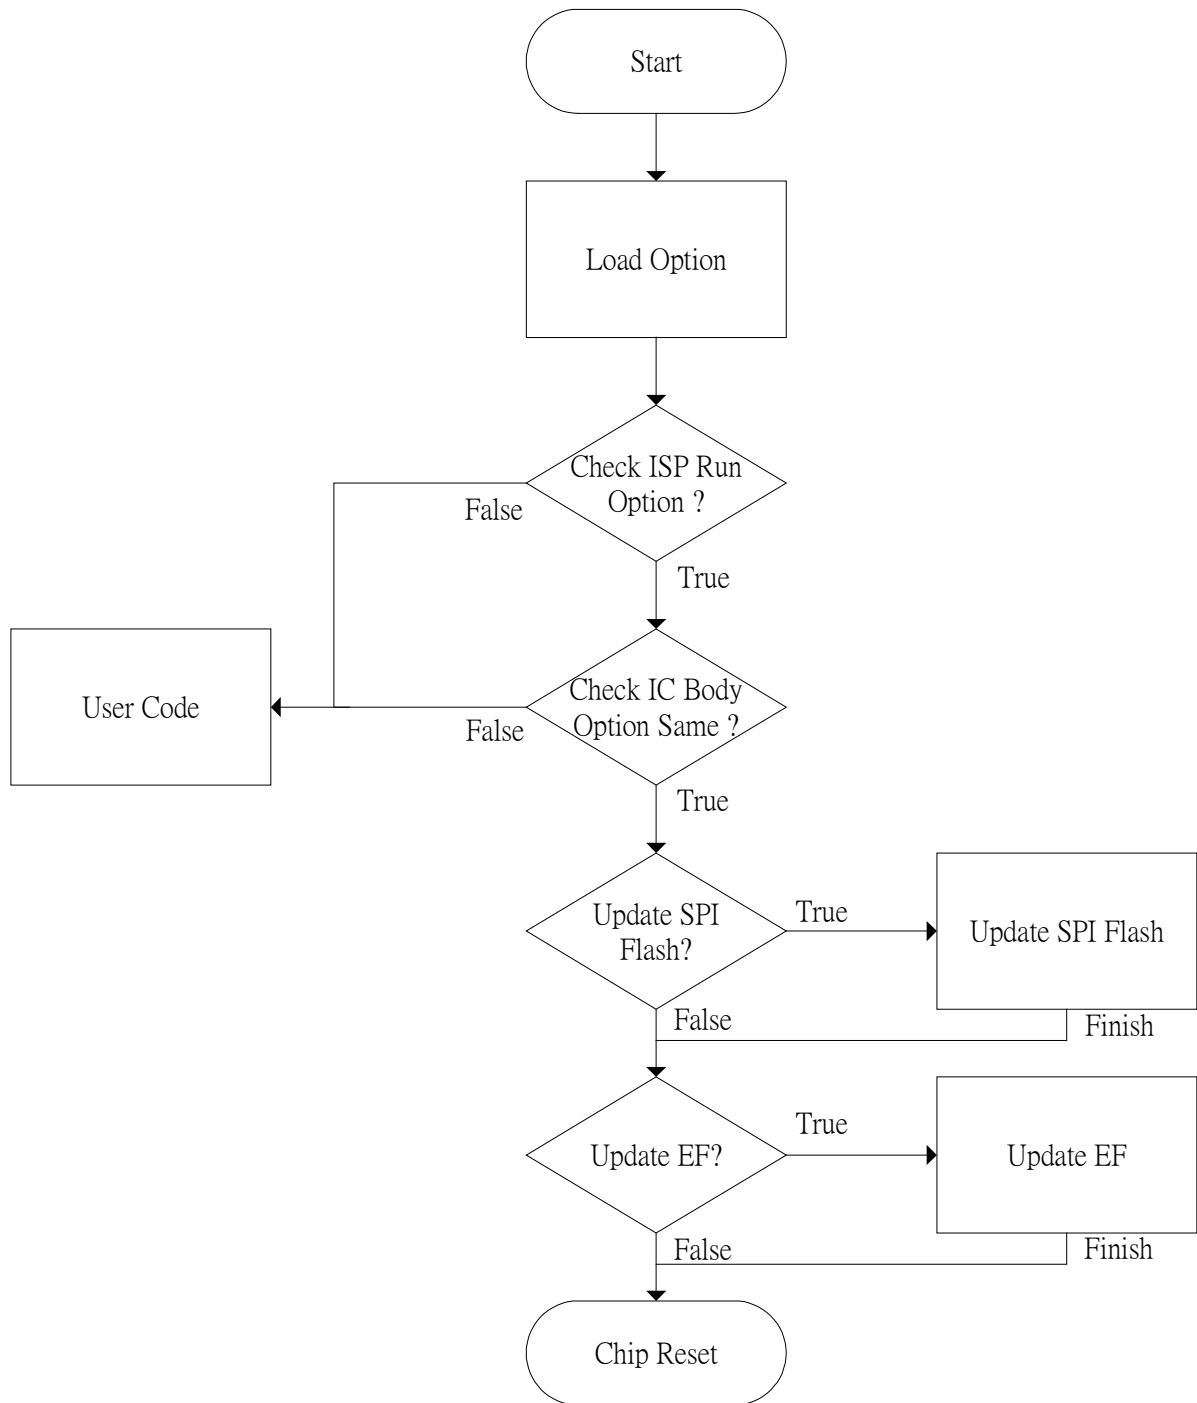 Start
Load Option
Check ISP Run
Option ?
False
True
User Code
Check IC Body
Option Same ?
False
True
Update SPI
Flash?
True
Update SPI Flash
False
Finish
Update EF?
True
Update EF
False
Finish
Chip Reset